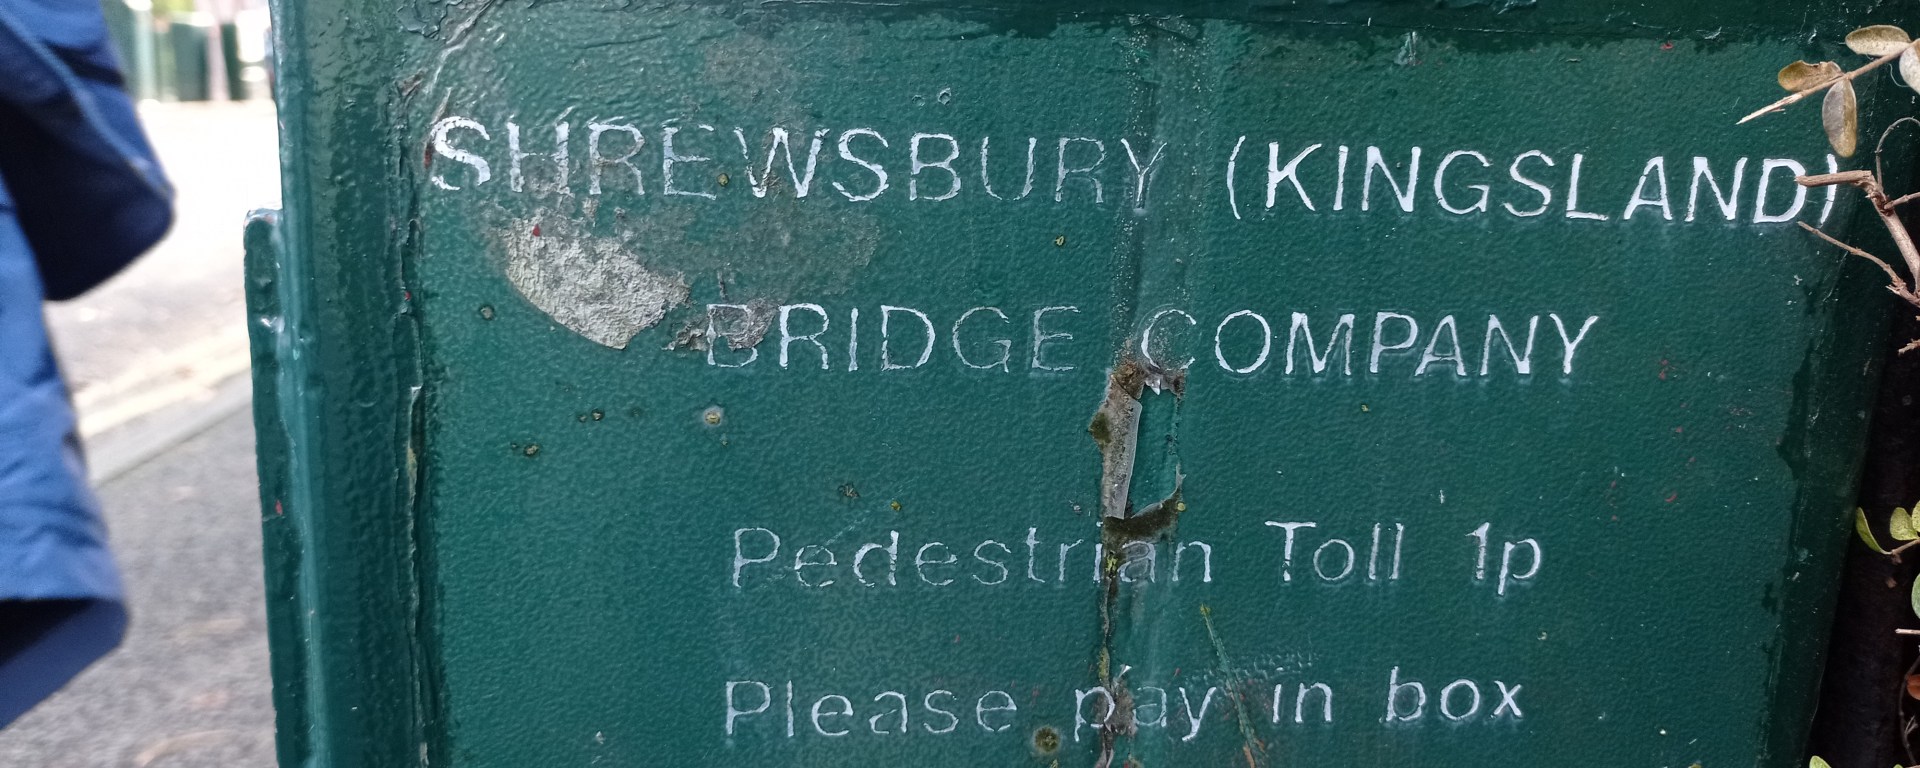 SHREWSBURY (KINGSLAND)
BRIDGE COMPANY
Pedestrian Toll 1p
Please pay in box